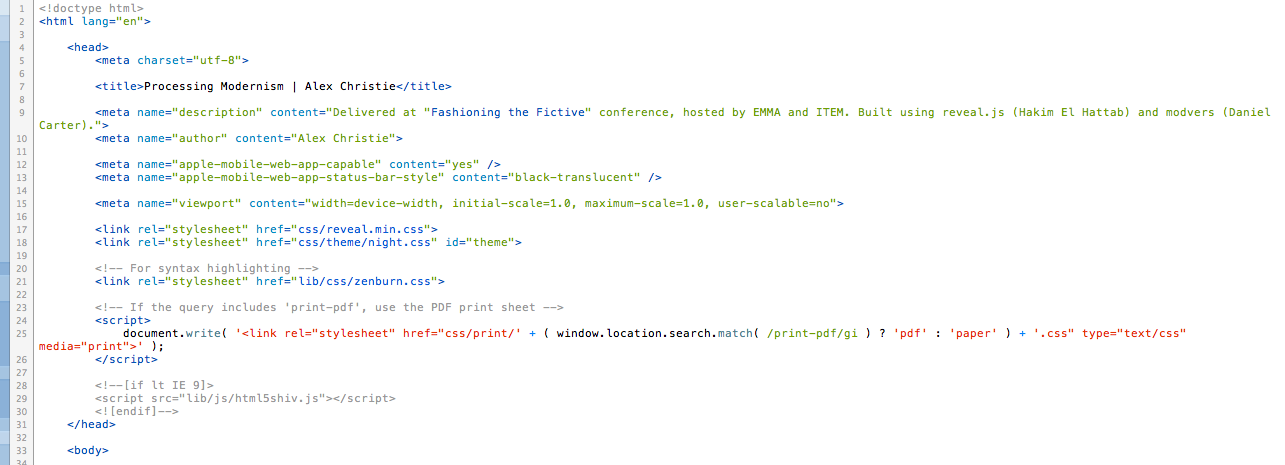 1 <!doctype html>
2 <html lang="en">
3
4 <head>
5 <meta charset="utf-8">
6
7 <title>Processing Modernism | Alex Christie</title>
8
9 <meta name="description" content="Delivered at "Fashioning the Fictive" conference, hosted by EMMA and ITEM. Built using reveal.js (Hakim El Hattab) and modvers (Daniel
Carter).">
10 <meta name="author" content="Alex Christie">
11
12 <meta name="apple-mobile-web-app-capable" content="yes" />
13 <meta name="apple-mobile-web-app-status-bar-style" content="black-translucent" />
14
15 <meta name="viewport" content="width=device-width, initial-scale=1.0, maximum-scale=1.0, user-scalable=no">
16
17 <link rel="stylesheet" href="css/reveal.min.css">
18 <link rel="stylesheet" href="css/theme/night.css" id="theme">
19
20 <!-- For syntax highlighting -->
21 <link rel="stylesheet" href="lib/css/zenburn.css">
22
23 <!-- If the query includes 'print-pdf', use the PDF print sheet -->
24 <script>
25 document.write( '<link rel="stylesheet" href="css/print/' + ( window.location.search.match( /print-pdf/gi ) ? 'pdf' : 'paper' ) + '.css" type="text/css"
media="print">' );
26 </script>
27
28 <!--[if lt IE 9]>
29 <script src="lib/js/html5shiv.js"></script>
30 <![endif]-->
31 </head>
32
33 <body>
34